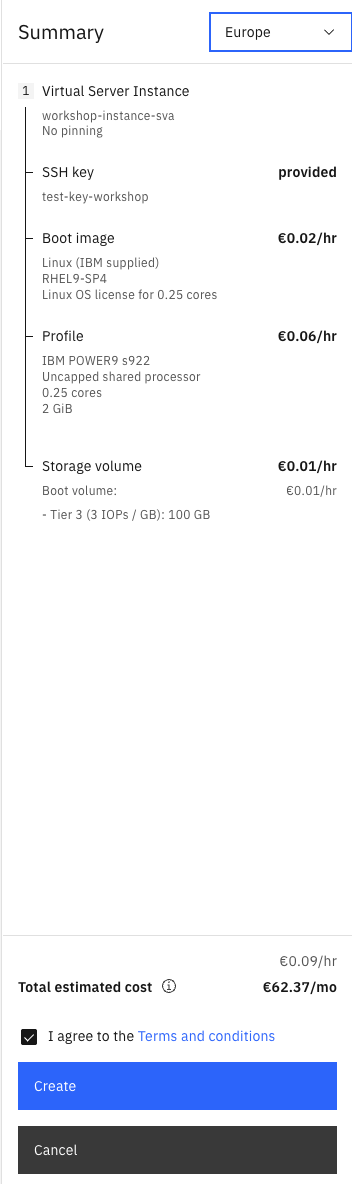 Summary
Europe
1 Virtual Server Instance
workshop-instance-sva
No pinning
SSH key provided
test-key-workshop
Boot image €0.02/hr
Linux (IBM supplied)
RHEL9-SP4
Linux OS license for 0.25 cores
Profile €0.06/hr
IBM POWER9 s922
Uncapped shared processor
0.25 cores
2 GiB
Storage volume €0.01/hr
Boot volume: €0.01/hr
- Tier 3 (3 IOPs / GB): 100 GB
€0.09/hr
Total estimated cost €62.37/mo
I agree to the Terms and conditions
Create
Cancel